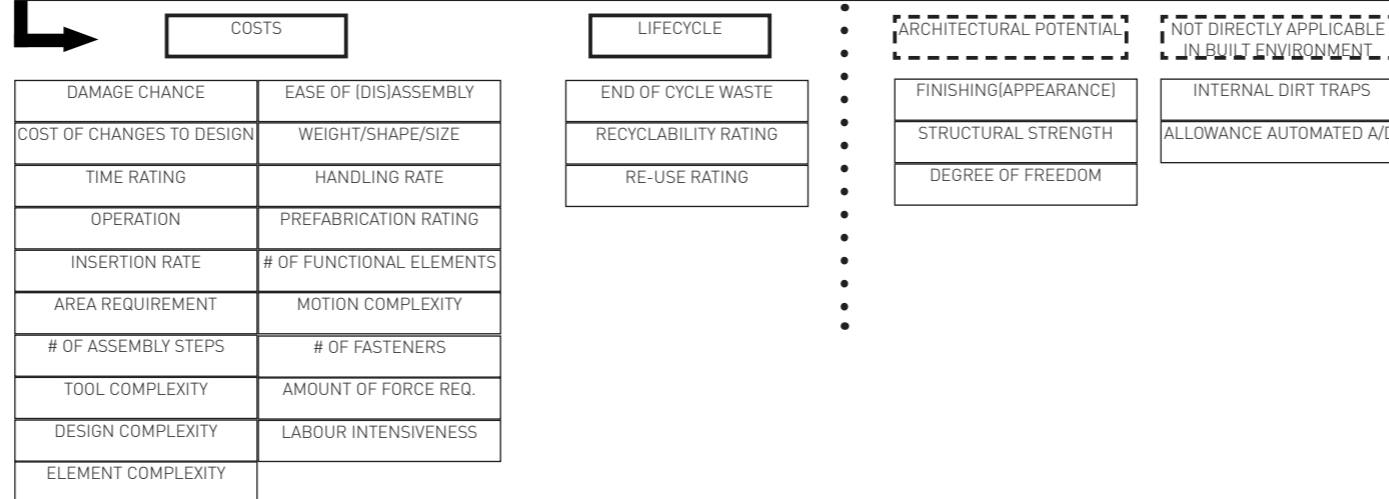 COSTS
LIFECYCLE
ARCHITECTURAL POTENTIAL
NOT DIRECTLY APPLICABLE
IN BUILT ENVIRONMENT
DAMAGE CHANCE
COST OF CHANGES TO DESIGN
TIME RATING
OPERATION
INSERTION RATE
AREA REQUIREMENT
# OF ASSEMBLY STEPS
TOOL COMPLEXITY
DESIGN COMPLEXITY
ELEMENT COMPLEXITY
EASE OF (DIS)ASSEMBLY
WEIGHT/SHAPE/SIZE
HANDLING RATE
PREFABRICATION RATING
# OF FUNCTIONAL ELEMENTS
MOTION COMPLEXITY
# OF FASTENERS
AMOUNT OF FORCE REQ.
LABOUR INTENSIVENESS
END OF CYCLE WASTE
RECYCLABILITY RATING
RE-USE RATING
FINISHING(APPEARANCE)
STRUCTURAL STRENGTH
DEGREE OF FREEDOM
INTERNAL DIRT TRAPS
ALLOWANCE AUTOMATED A/D